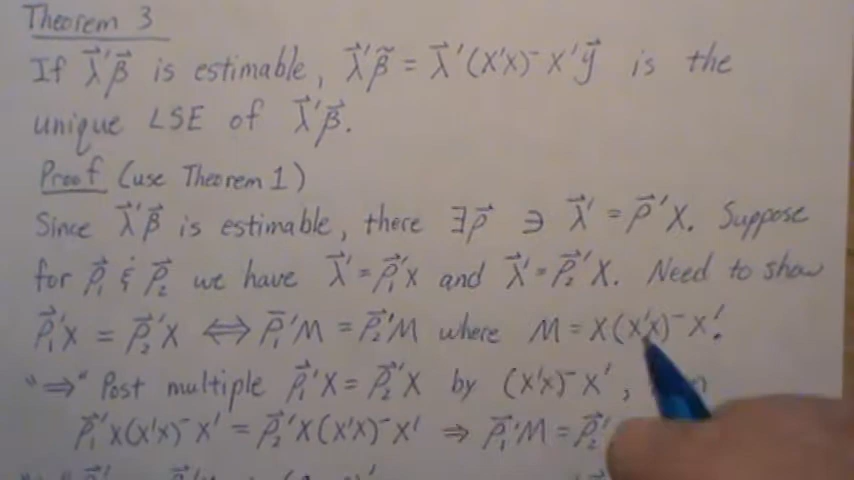 Theorem 3
If λ⃗'β⃗ is estimable, λ⃗'β̃ = λ⃗'(X'X)⁻X'y⃗ is the
unique LSE of λ⃗'β⃗.
Proof (use Theorem 1)
Since λ⃗'β⃗ is estimable, there ∃p⃗ ∋ λ⃗' = p⃗'X. Suppose
for p⃗₁ & p⃗₂ we have λ⃗' = p⃗₁'X and λ⃗' = p⃗₂'X. Need to show
p⃗₁'X = p⃗₂'X ⟺ p⃗₁'M = p⃗₂'M where M = X(X'X)⁻X'.
"⇒" Post multiple p⃗₁'X = p⃗₂'X by (X'X)⁻X',
p⃗₁'X(X'X)⁻X' = p⃗₂'X(X'X)⁻X' ⇒ p⃗₁'M = p⃗₂'